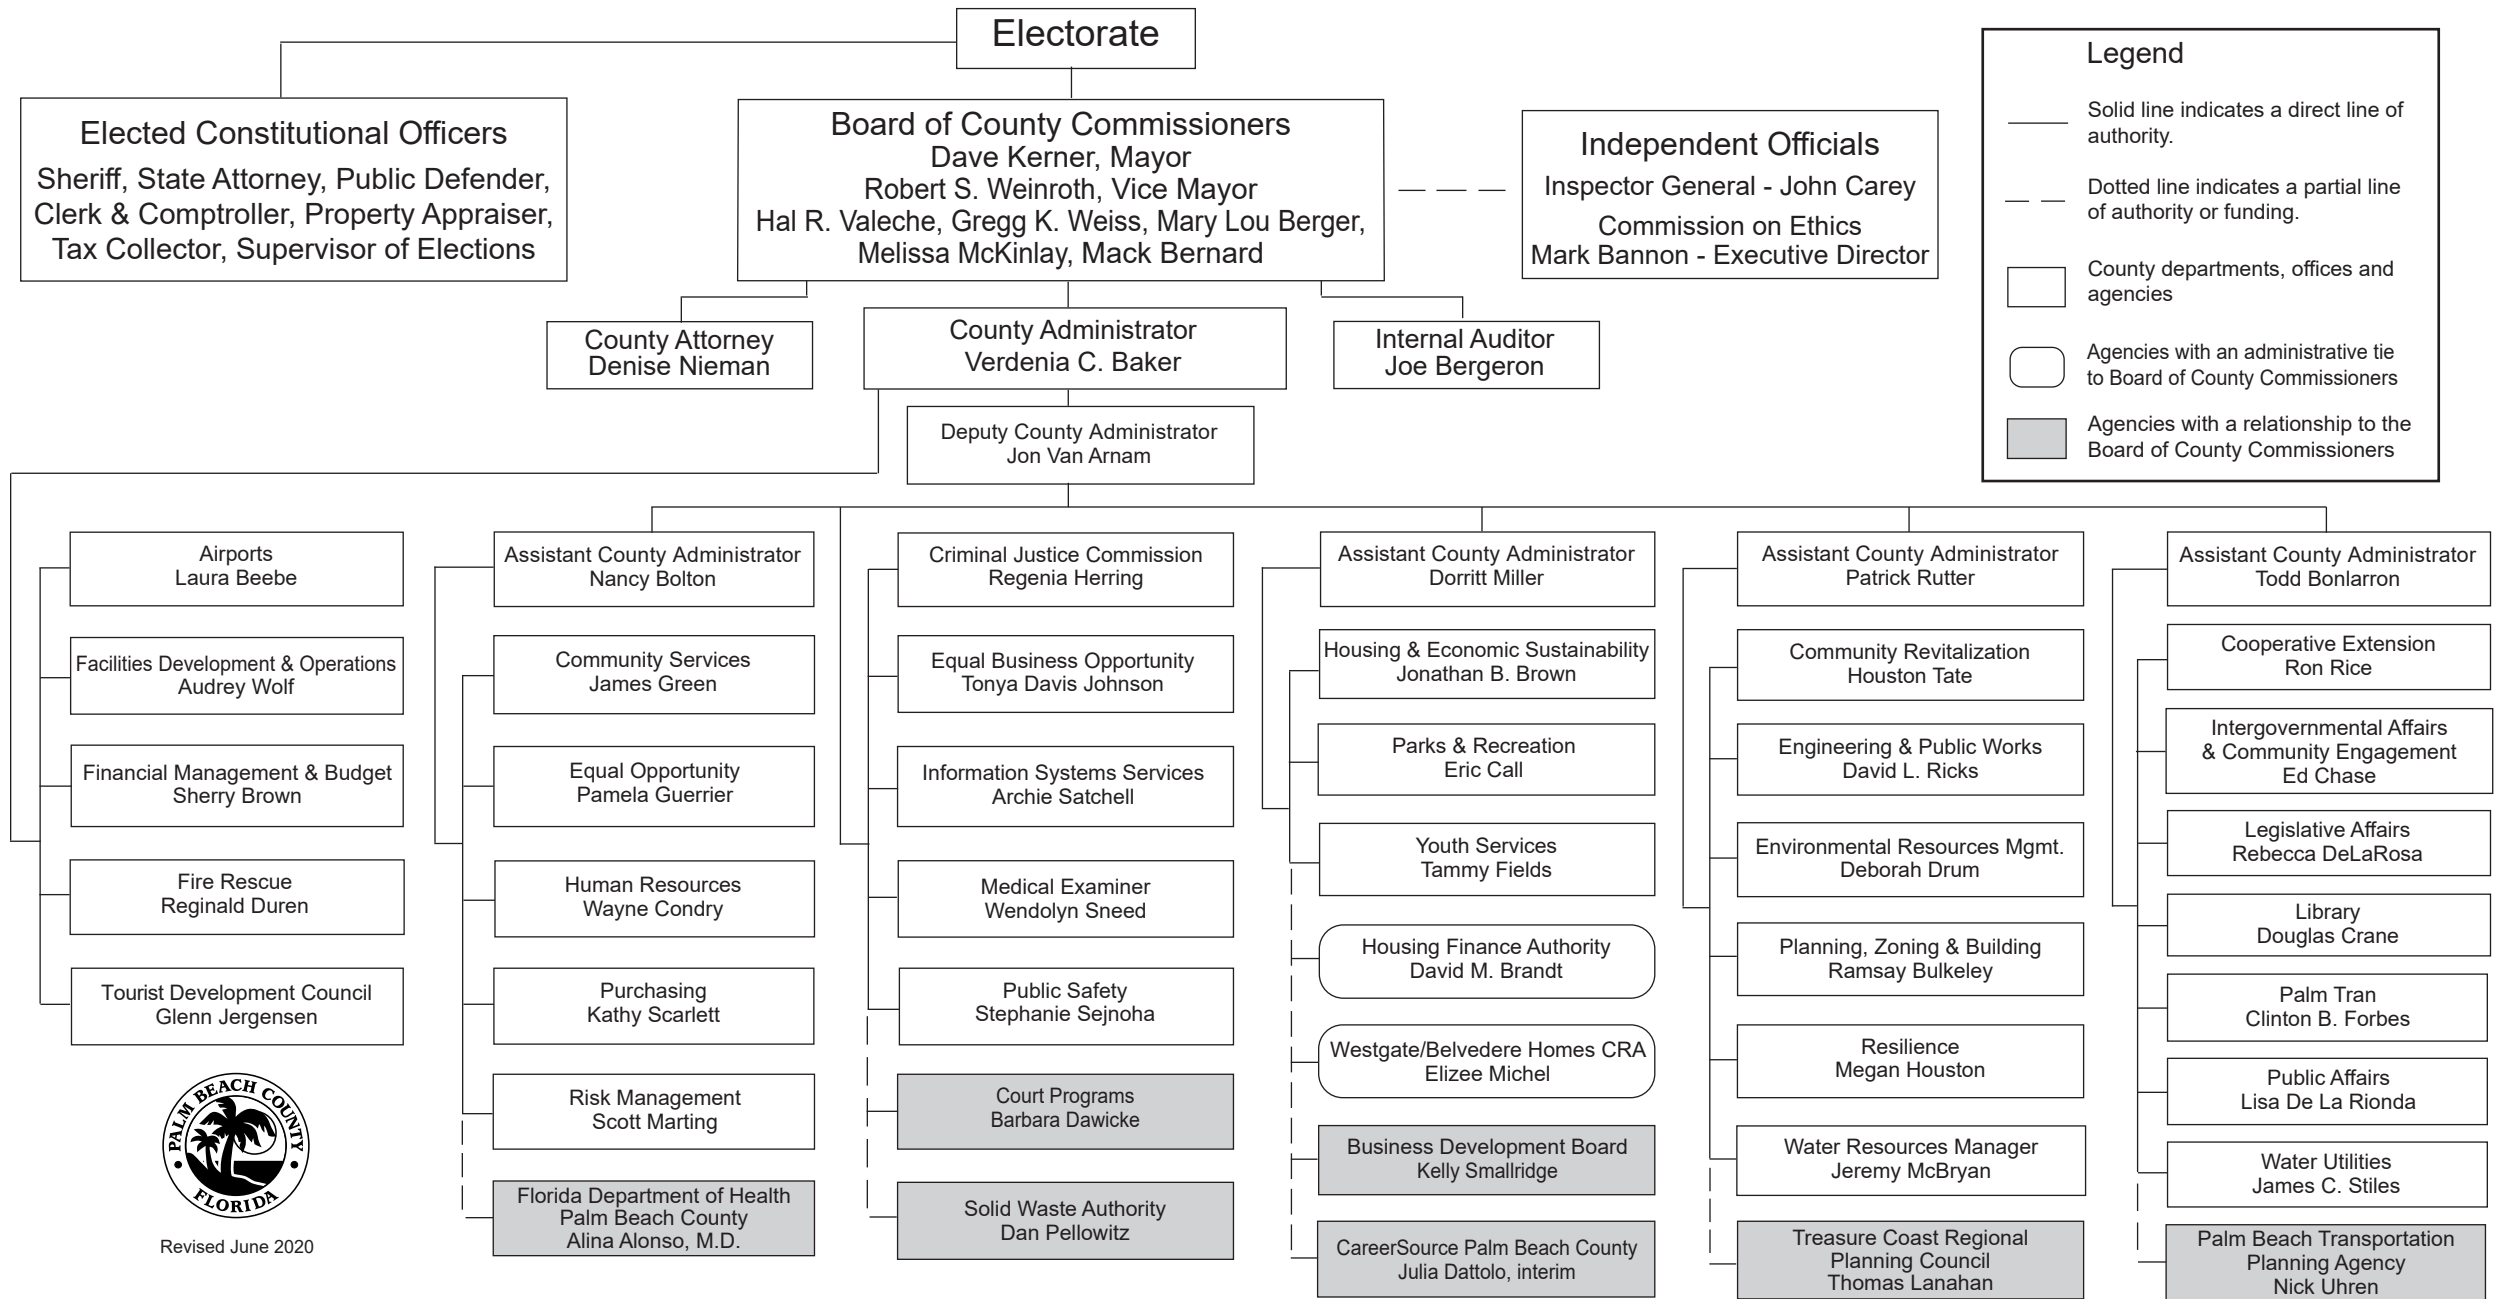 Electorate
Elected Constitutional Officers
Sheriff, State Attorney, Public Defender,
Clerk & Comptroller, Property Appraiser,
Tax Collector, Supervisor of Elections
Board of County Commissioners
Dave Kerner, Mayor
Robert S. Weinroth, Vice Mayor
Hal R. Valeche, Gregg K. Weiss, Mary Lou Berger,
Melissa McKinlay, Mack Bernard
Independent Officials
Inspector General - John Carey
Commission on Ethics
Mark Bannon - Executive Director
Legend
Solid line indicates a direct line of
authority.
Dotted line indicates a partial line
of authority or funding.
County departments, offices and
agencies
Agencies with an administrative tie
to Board of County Commissioners
Agencies with a relationship to the
Board of County Commissioners
County Attorney
Denise Nieman
County Administrator
Verdenia C. Baker
Internal Auditor
Joe Bergeron
Deputy County Administrator
Jon Van Arnam
Airports
Laura Beebe
Facilities Development & Operations
Audrey Wolf
Financial Management & Budget
Sherry Brown
Fire Rescue
Reginald Duren
Tourist Development Council
Glenn Jergensen
Assistant County Administrator
Nancy Bolton
Community Services
James Green
Equal Opportunity
Pamela Guerrier
Human Resources
Wayne Condry
Purchasing
Kathy Scarlett
Risk Management
Scott Marting
Florida Department of Health
Palm Beach County
Alina Alonso, M.D.
Criminal Justice Commission
Regenia Herring
Equal Business Opportunity
Tonya Davis Johnson
Information Systems Services
Archie Satchell
Medical Examiner
Wendolyn Sneed
Public Safety
Stephanie Sejnoha
Court Programs
Barbara Dawicke
Solid Waste Authority
Dan Pellowitz
Assistant County Administrator
Dorritt Miller
Housing & Economic Sustainability
Jonathan B. Brown
Parks & Recreation
Eric Call
Youth Services
Tammy Fields
Housing Finance Authority
David M. Brandt
Westgate/Belvedere Homes CRA
Elizee Michel
Business Development Board
Kelly Smallridge
CareerSource Palm Beach County
Julia Dattolo, interim
Assistant County Administrator
Patrick Rutter
Community Revitalization
Houston Tate
Engineering & Public Works
David L. Ricks
Environmental Resources Mgmt.
Deborah Drum
Planning, Zoning & Building
Ramsay Bulkeley
Resilience
Megan Houston
Water Resources Manager
Jeremy McBryan
Treasure Coast Regional
Planning Council
Thomas Lanahan
Assistant County Administrator
Todd Bonlarron
Cooperative Extension
Ron Rice
Intergovernmental Affairs
& Community Engagement
Ed Chase
Legislative Affairs
Rebecca DeLaRosa
Library
Douglas Crane
Palm Tran
Clinton B. Forbes
Public Affairs
Lisa De La Rionda
Water Utilities
James C. Stiles
Palm Beach Transportation
Planning Agency
Nick Uhren
PALM BEACH COUNTY
FLORIDA
Revised June 2020